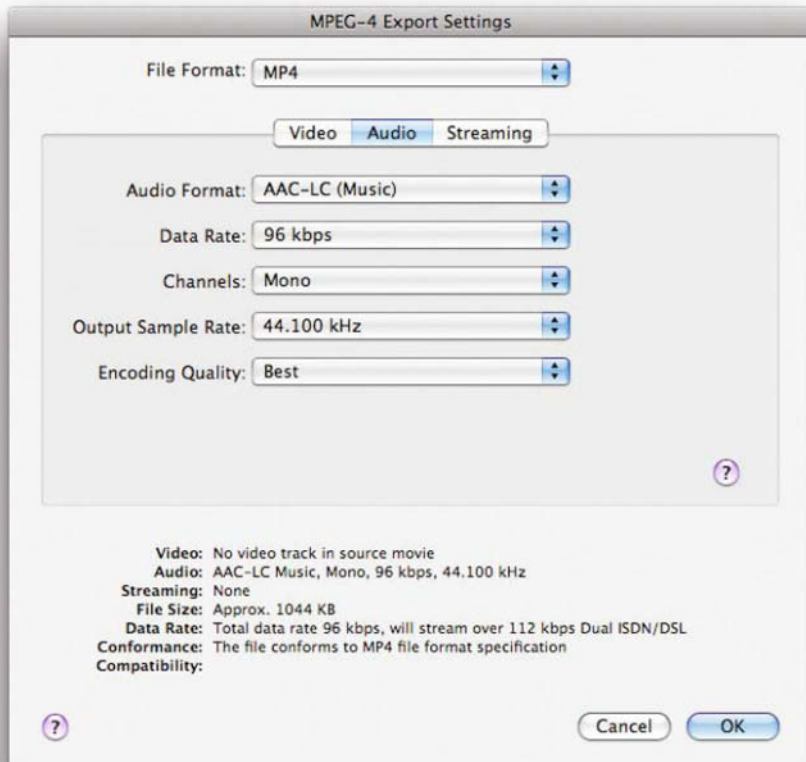 MPEG-4 Export Settings
File Format: MP4
Video Audio Streaming
Audio Format: AAC-LC (Music)
Data Rate: 96 kbps
Channels: Mono
Output Sample Rate: 44.100 kHz
Encoding Quality: Best
?
Video: No video track in source movie
Audio: AAC-LC Music, Mono, 96 kbps, 44.100 kHz
Streaming: None
File Size: Approx. 1044 KB
Data Rate: Total data rate 96 kbps, will stream over 112 kbps Dual ISDN/DSL
Conformance: The file conforms to MP4 file format specification
Compatibility:
? Cancel OK